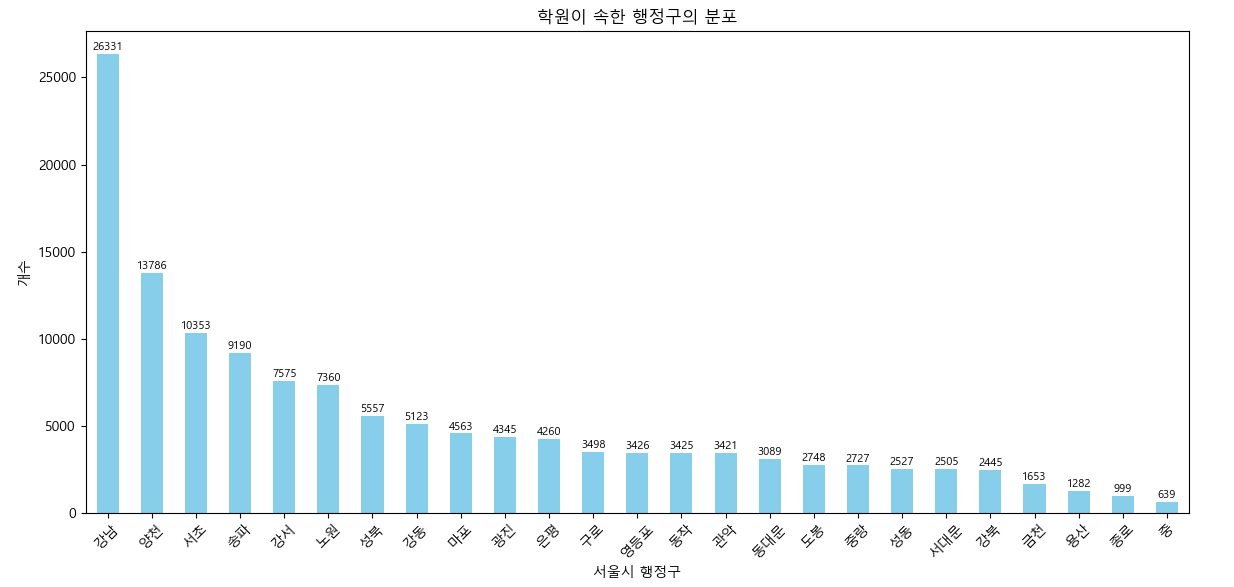 학원이 속한 행정구의 분포
개수
25000
20000
15000
10000
5000
0
26331
13786
10353
9190
7575
7360
5557
5123
4563
4345
4260
3498
3426
3425
3421
3089
2748
2727
2527
2505
2445
1653
1282
999
639
강남
양천
서초
송파
강서
노원
성북
강동
마포
광진
은평
구로
영등포
동작
관악
동대문
도봉
중랑
성동
서대문
강북
금천
용산
종로
중
서울시 행정구